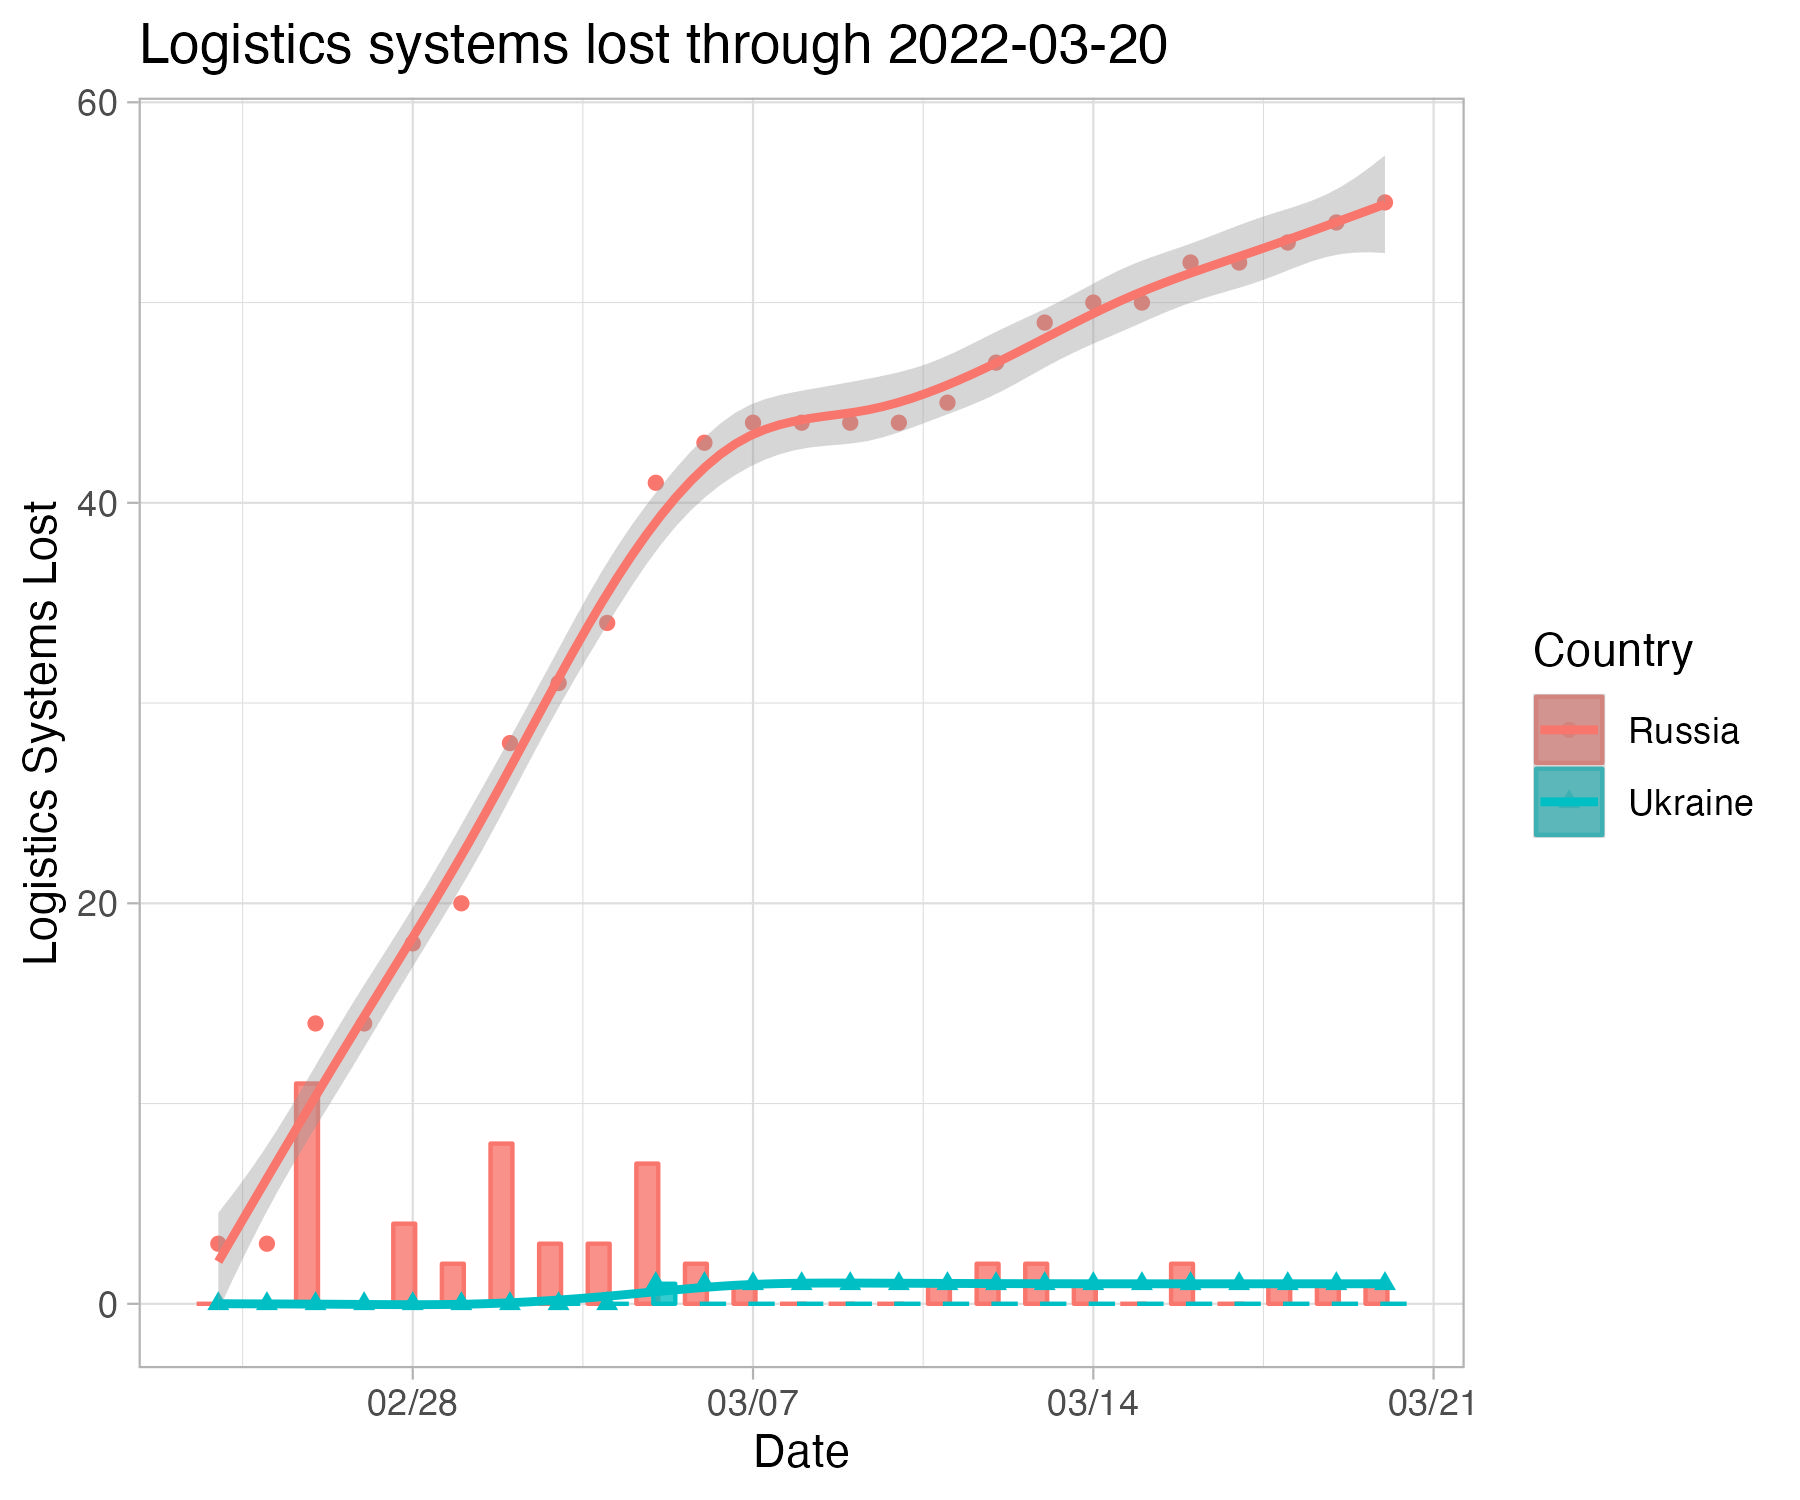 Logistics systems lost through 2022-03-20
60
40
20
0
Logistics Systems Lost
02/28
03/07
03/14
03/21
Date
Country
Russia
Ukraine